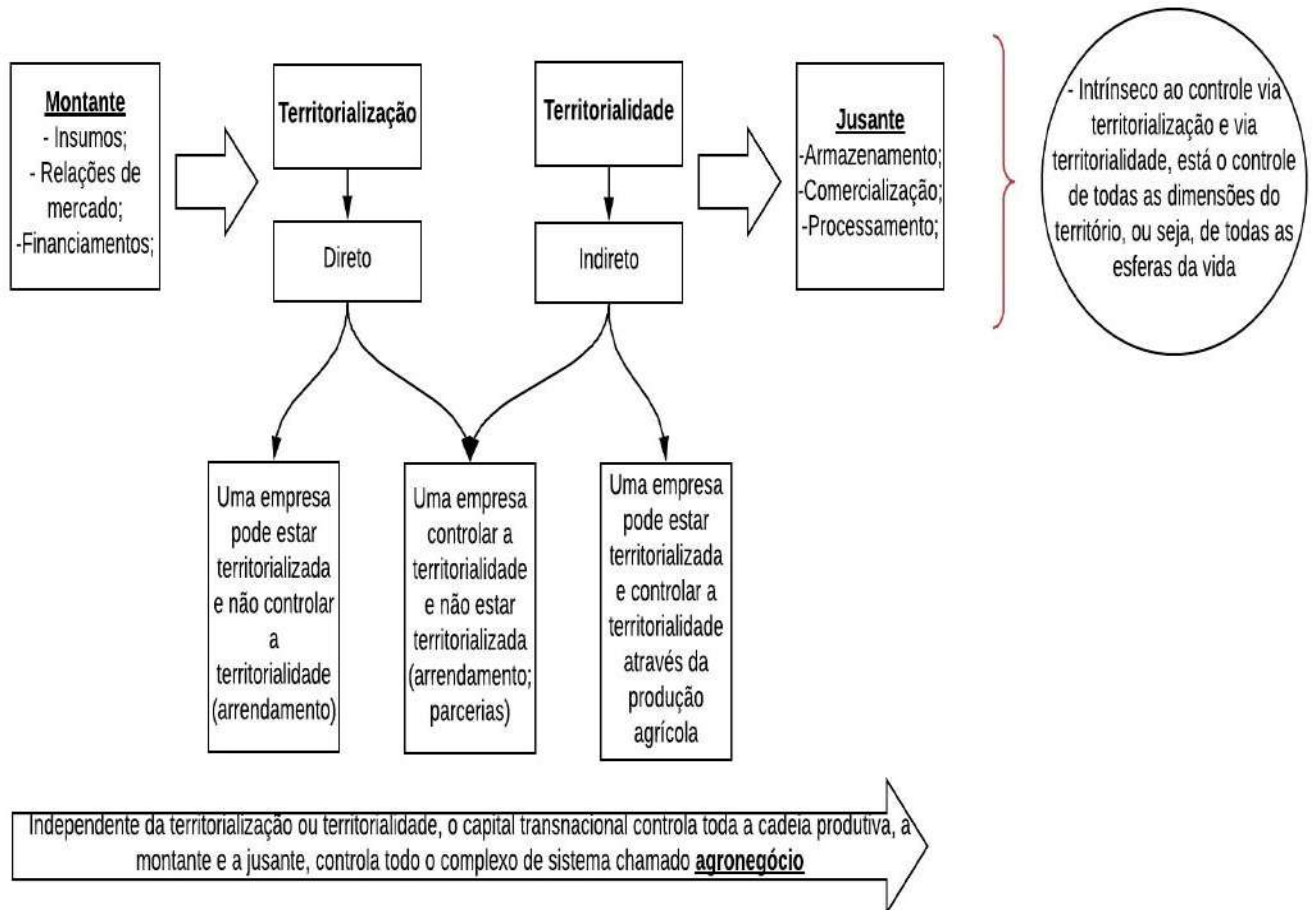 Montante
- Insumos;
- Relações de
mercado;
-Financiamentos;
Territorialização
Direto
Territorialidade
Indireto
Jusante
-Armazenamento;
-Comercialização;
-Processamento;
- Intrínseco ao controle via
territorialização e via
territorialidade, está o controle
de todas as dimensões do
território, ou seja, de todas as
esferas da vida
Uma empresa
pode estar
territorializada
e não controlar
a
territorialidade
(arrendamento)
Uma empresa
controlar a
territorialidade
e não estar
territorializada
(arrendamento;
parcerias)
Uma empresa
pode estar
territorializada
e controlar a
territorialidade
através da
produção
agrícola
Independente da territorialização ou territorialidade, o capital transnacional controla toda a cadeia produtiva, a
montante e a jusante, controla todo o complexo de sistema chamado agronegócio